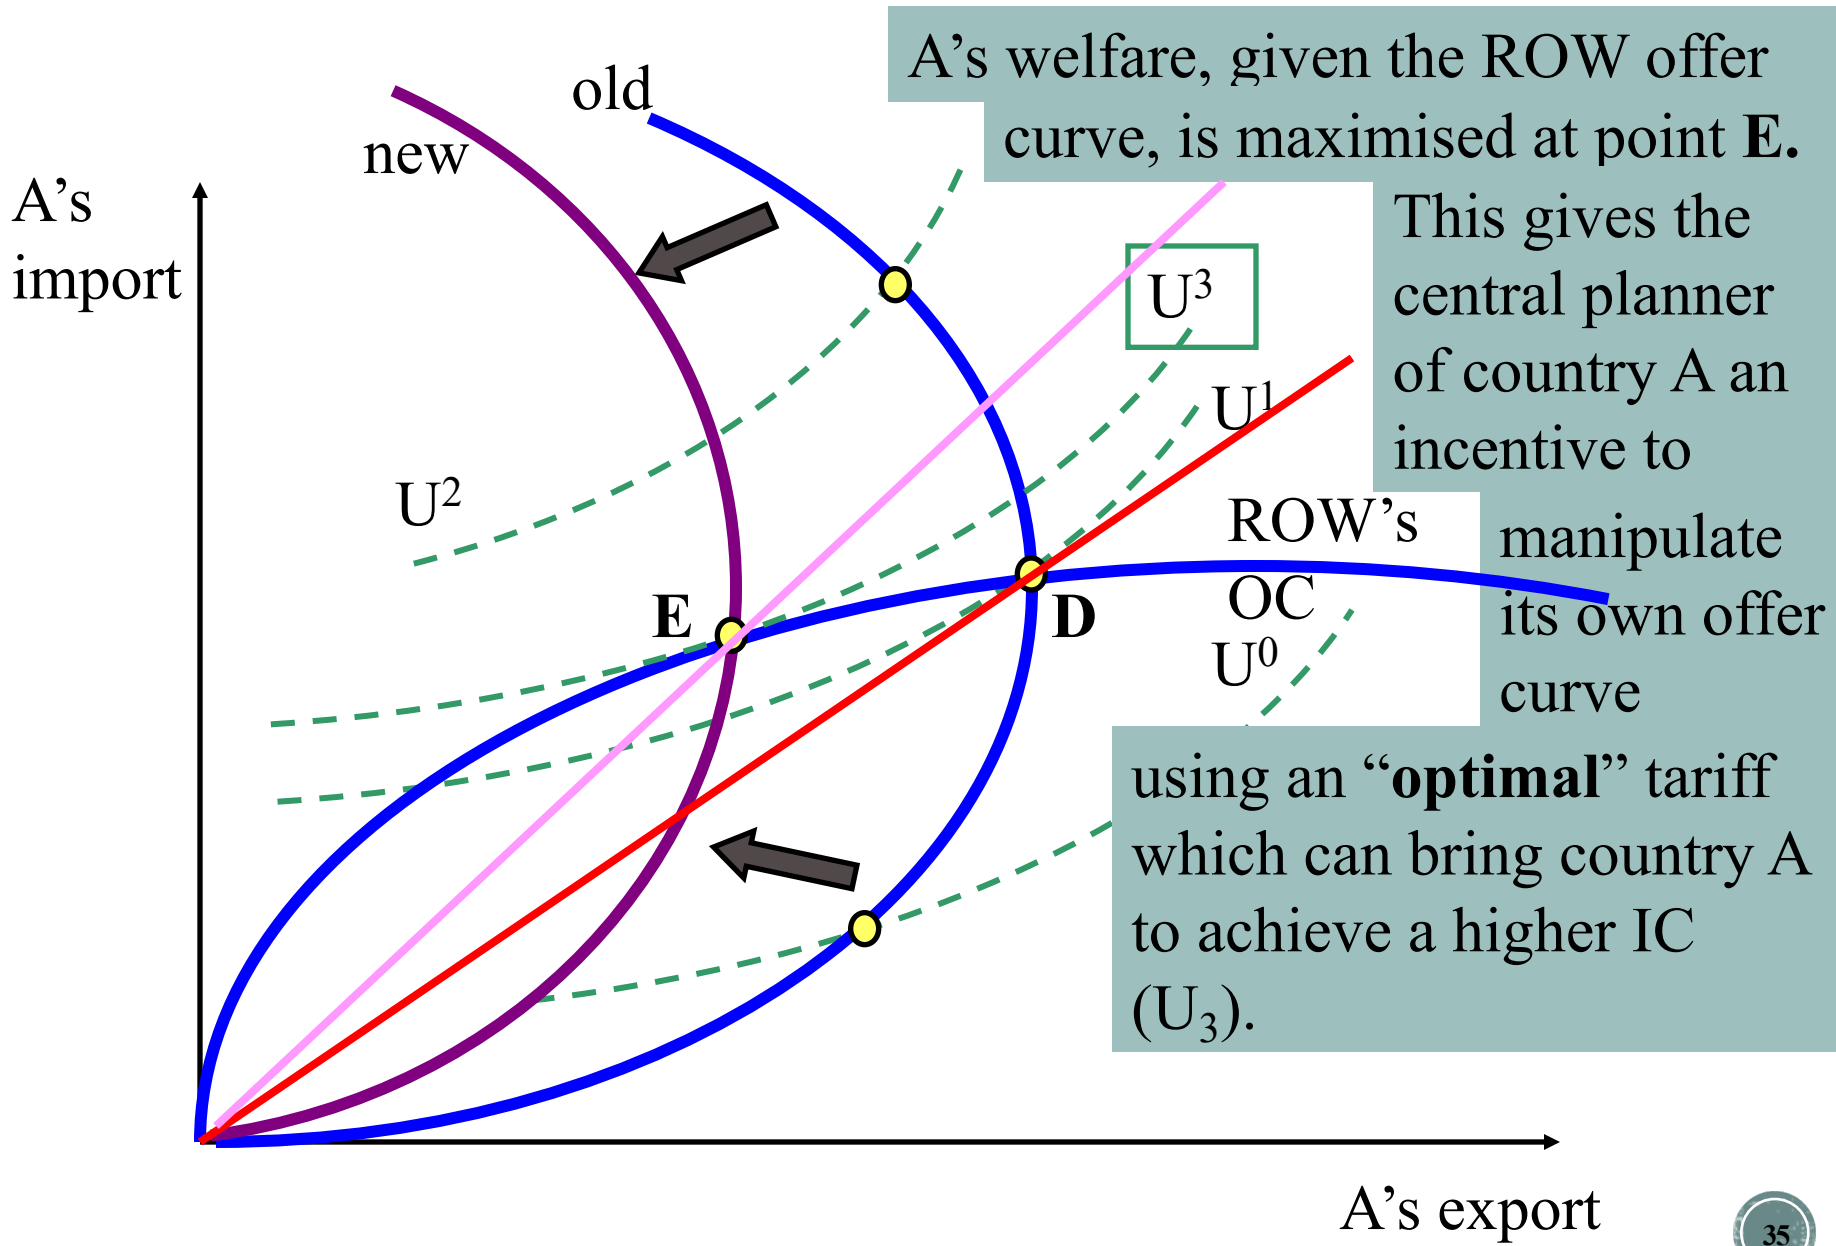 A's welfare, given the ROW offer
curve, is maximised at point E.
This gives the
central planner
of country A an
incentive to
manipulate
its own offer
curve
using an “optimal” tariff
which can bring country A
to achieve a higher IC
(U₃).
old
new
A's
import
U³
U¹
U²
ROW's
OC
U⁰
E
D
A's export
35